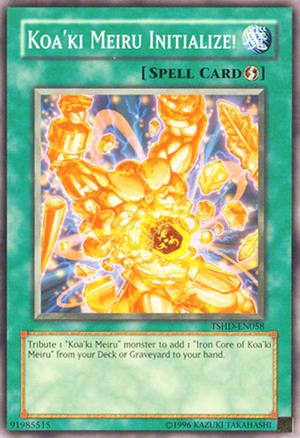 KOA'KI MEIRU INITIALIZE!
[SPELL CARD]
TSHD-EN058
Tribute 1 "Koa'ki Meiru" monster to add 1 "Iron Core of Koa'ki
Meiru" from your Deck or Graveyard to your hand.
91985515
©1996 KAZUKI TAKAHASHI